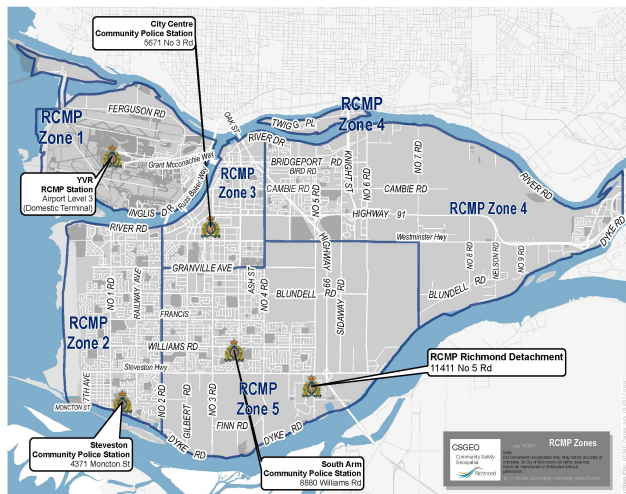 City Centre
Community Police Station
5671 No 3 Rd
RCMP
Zone 1
FERGUSON RD
OAK ST
TWIGG PL
RCMP
Zone 4
RIVER DR
Grant Mcconachie Way
Russ Baker Way
YVR
RCMP Station
Airport Level 3
(Domestic Terminal)
INGLIS DR
RCMP
Zone 3
BRIDGEPORT RD
BIRD RD
CAMBIE RD
NO 5 RD
KNIGHT ST
NO 6 RD
NO 7 RD
CAMBIE RD
RIVER RD
RCMP Zone 4
HIGHWAY 91
Westminster Hwy
DYKE RD
RIVER RD
GRANVILLE AVE
NO 1 RD
RAILWAY AVE
ASH ST
NO 4 RD
BLUNDELL RD
HIGHWAY 99
SIDAWAY RD
NO 8 RD
NELSON RD
NO 9 RD
BLUNDELL RD
FRANCIS
RCMP
Zone 2
WILLIAMS RD
Steveston Hwy
7TH AVE
MONCTON ST
NO 2 RD
GILBERT RD
NO 3 RD
RCMP
Zone 5
FINN RD
DYKE RD
DYKE RD
RCMP Richmond Detachment
11411 No 5 Rd
Steveston
Community Police Station
4371 Moncton St
South Arm
Community Police Station
8880 Williams Rd
CSGEO
Community Safety
Geospatial
Richmond
RCMP Zones